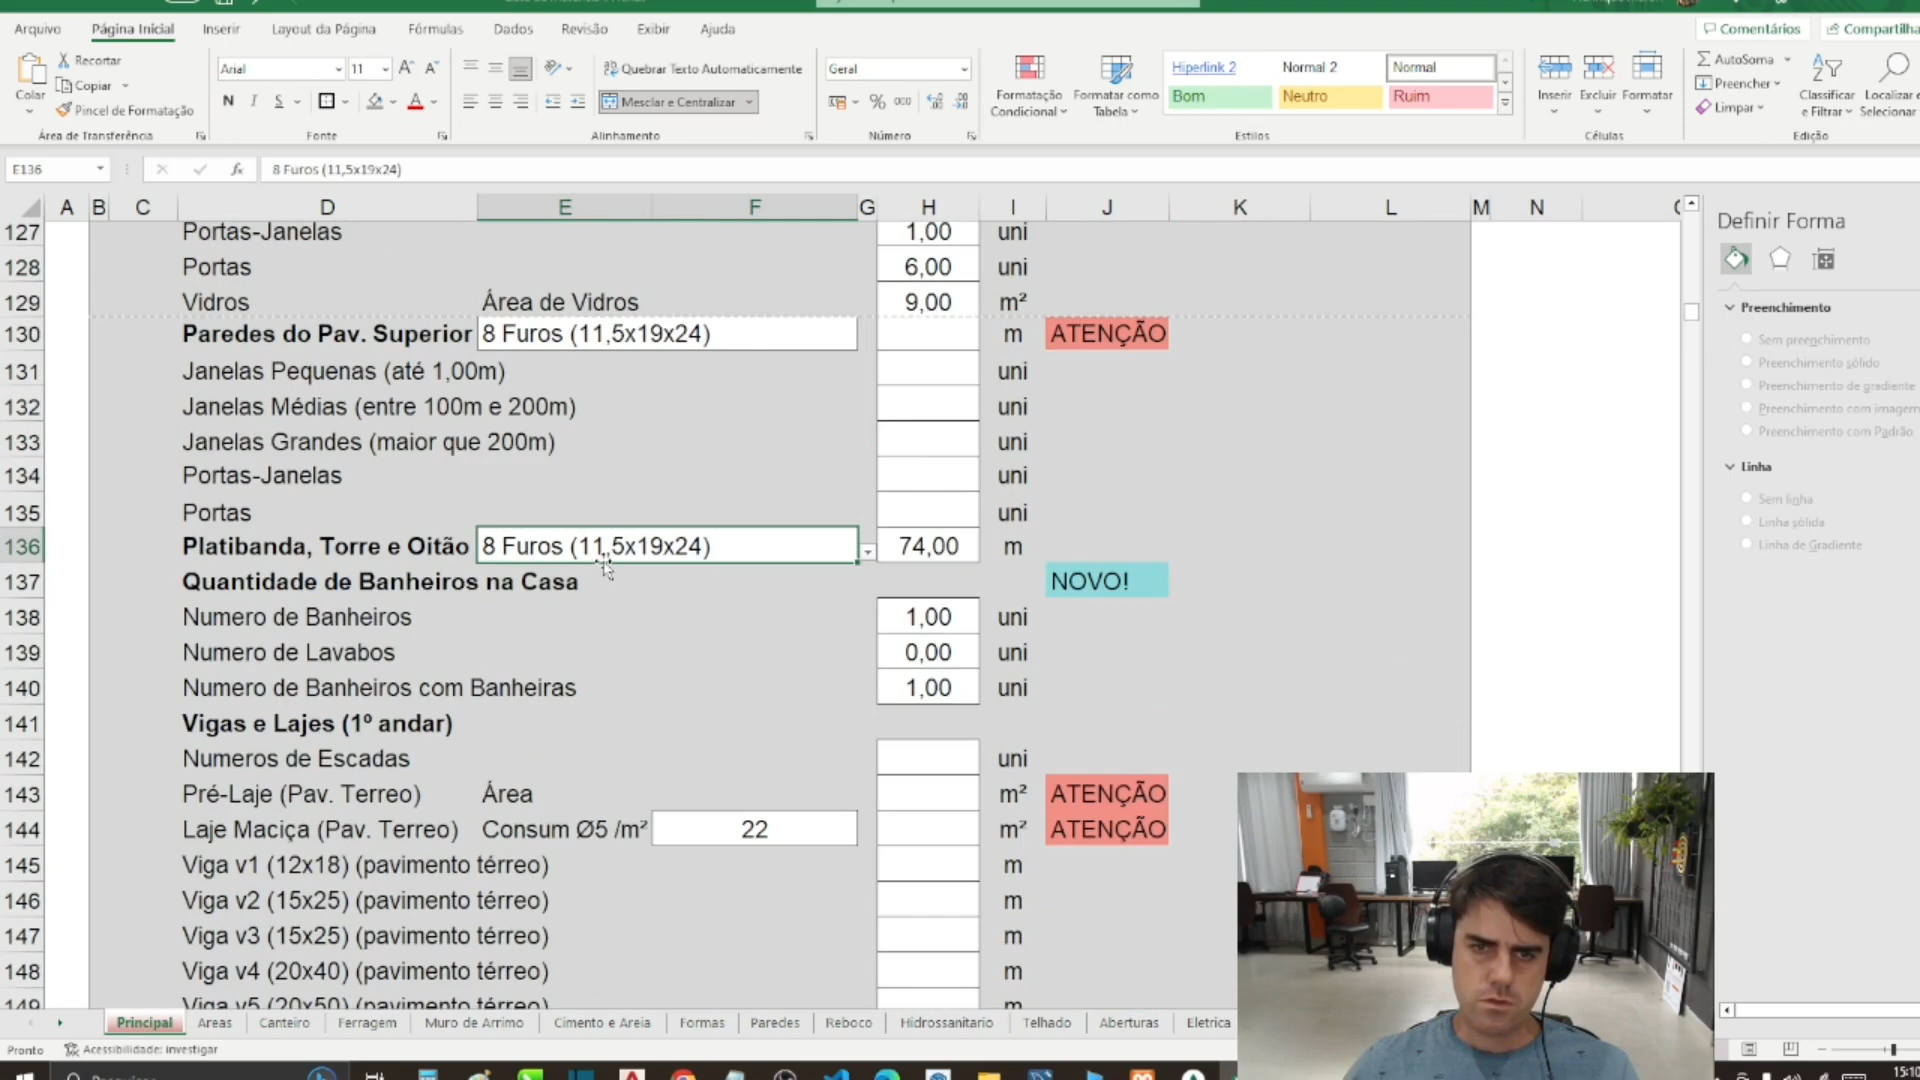 Arquivo Página Inicial Inserir Layout da Página Fórmulas Dados Revisão Exibir Ajuda Comentários Compartilha
Colar
Recortar
Copiar
Pincel de Formatação
Área de Transferência
Arial 11
N I S
Fonte
Quebrar Texto Automaticamente
Mesclar e Centralizar
Alinhamento
Geral
% 000
Número
Formatação Condicional
Formatar como Tabela
Hiperlink 2 Normal 2 Normal
Bom Neutro Ruim
Estilos
Inserir Excluir Formatar
Células
AutoSoma
Preencher
Limpar
Classificar e Filtrar
Localizar e Selecionar
Edição
E136 fx 8 Furos (11,5x19x24)
A B C D E F G H I J K L M N
127 Portas-Janelas 1,00 uni
128 Portas 6,00 uni
129 Vidros Área de Vidros 9,00 m²
130 Paredes do Pav. Superior 8 Furos (11,5x19x24) m ATENÇÃO
131 Janelas Pequenas (até 1,00m) uni
132 Janelas Médias (entre 100m e 200m) uni
133 Janelas Grandes (maior que 200m) uni
134 Portas-Janelas uni
135 Portas uni
136 Platibanda, Torre e Oitão 8 Furos (11,5x19x24) 74,00 m
137 Quantidade de Banheiros na Casa NOVO!
138 Numero de Banheiros 1,00 uni
139 Numero de Lavabos 0,00 uni
140 Numero de Banheiros com Banheiras 1,00 uni
141 Vigas e Lajes (1º andar)
142 Numeros de Escadas uni
143 Pré-Laje (Pav. Terreo) Área m² ATENÇÃO
144 Laje Maciça (Pav. Terreo) Consum Ø5 /m² 22 m² ATENÇÃO
145 Viga v1 (12x18) (pavimento térreo) m
146 Viga v2 (15x25) (pavimento térreo) m
147 Viga v3 (15x25) (pavimento térreo) m
148 Viga v4 (20x40) (pavimento térreo) m
149 Viga v5 (20x50) (pavimento térreo) m
Definir Forma
Preenchimento
Sem preenchimento
Preenchimento sólido
Preenchimento de gradiente
Preenchimento com imagem
Preenchimento com Padrão
Linha
Sem linha
Linha sólida
Linha de Gradiente
Principal Areas Canteiro Ferragem Muro de Arrimo Cimento e Areia Formas Paredes Reboco Hidrossanitario Telhado Aberturas Eletrica
Pronto Acessibilidade: investigar
15:10